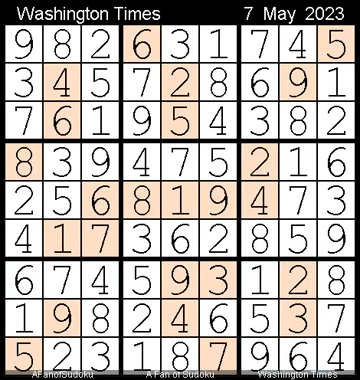 Washington Times 7 May 2023
9 8 2 6 3 1 7 4 5
3 4 5 7 2 8 6 9 1
7 6 1 9 5 4 3 8 2
8 3 9 4 7 5 2 1 6
2 5 6 8 1 9 4 7 3
4 1 7 3 6 2 8 5 9
6 7 4 5 9 3 1 2 8
1 9 8 2 4 6 5 3 7
5 2 3 1 8 7 9 6 4
AFanofSudoku A Fan of Sudoku Washington Times